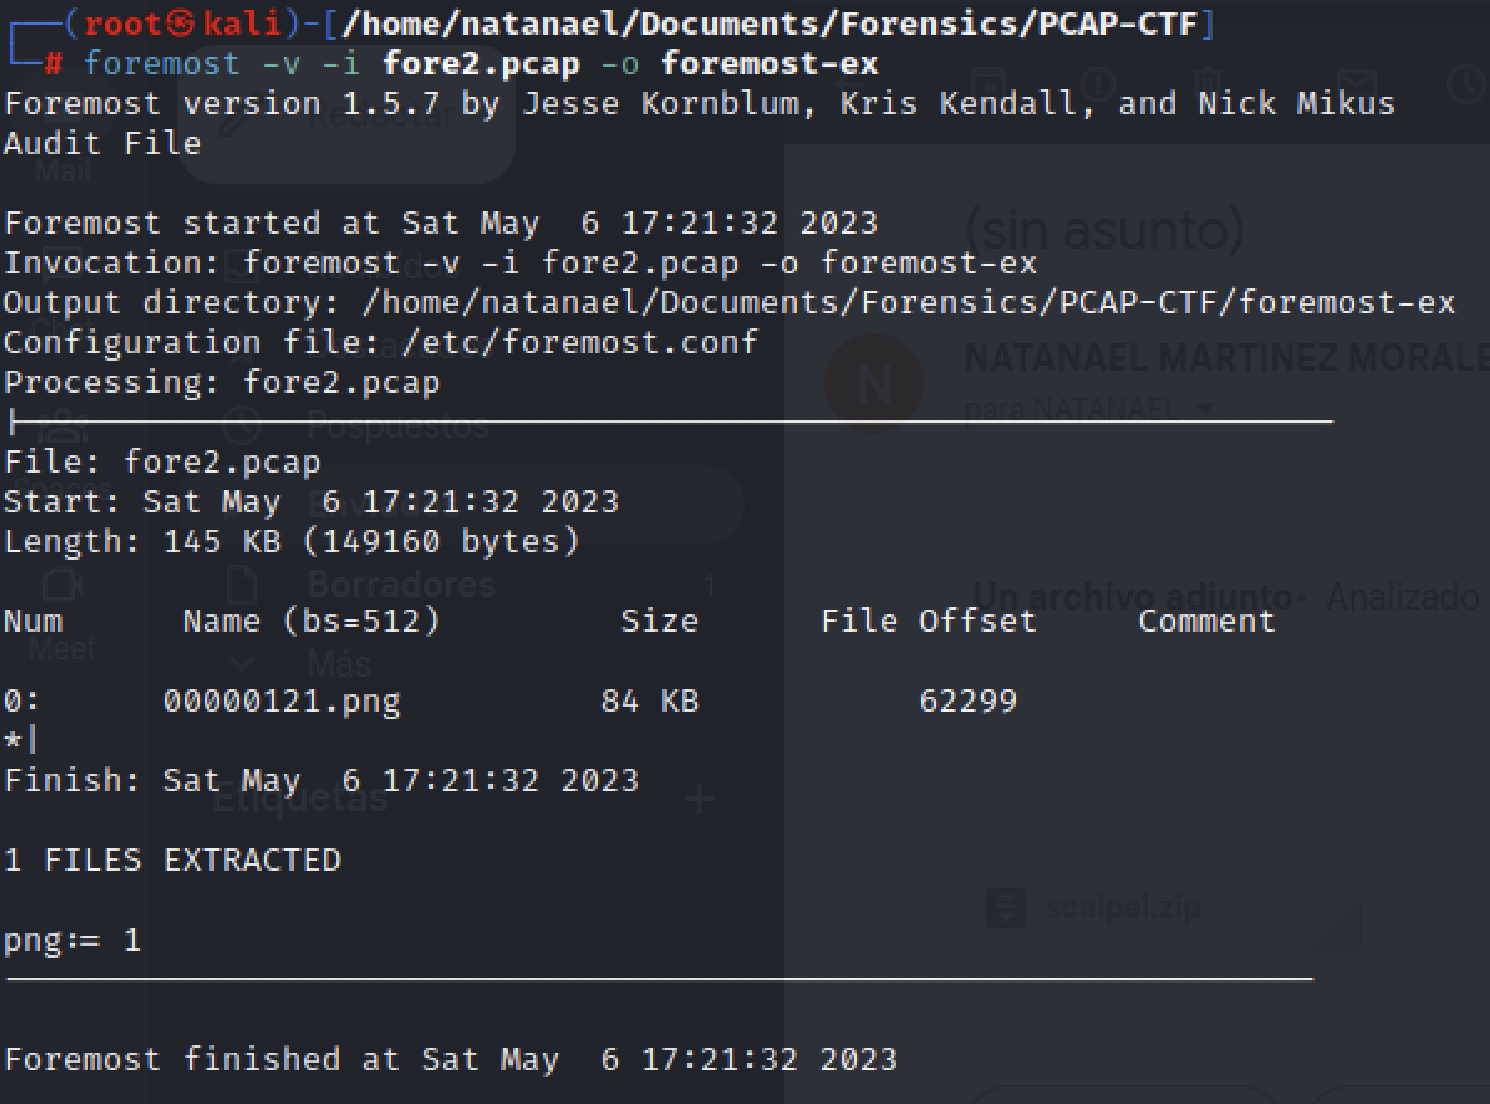 ┌──(root㉿kali)-[/home/natanael/Documents/Forensics/PCAP-CTF]
└─# foremost -v -i fore2.pcap -o foremost-ex
Foremost version 1.5.7 by Jesse Kornblum, Kris Kendall, and Nick Mikus
Audit File
Redactar
Mail
Foremost started at Sat May  6 17:21:32 2023
(sin asunto)
Invocation: foremost -v -i fore2.pcap -o foremost-ex
Output directory: /home/natanael/Documents/Forensics/PCAP-CTF/foremost-ex
Configuration file: /etc/foremost.conf
NATANAEL MARTINEZ MORALE
N
Processing: fore2.pcap
para NATANAEL
Pospuestos
|------------------------------------------------------------------
File: fore2.pcap
Spaces
Start: Sat May  6 17:21:32 2023
Length: 145 KB (149160 bytes)
Borradores 1
Un archivo adjunto• Analizado
Num      Name (bs=512)         Size      File Offset     Comment
Meet
Más
0:      00000121.png          84 KB           62299
*|
Finish: Sat May  6 17:21:32 2023
Etiquetas +
1 FILES EXTRACTED
scalpel.zip
png:= 1
------------------------------------------------------------------
Foremost finished at Sat May  6 17:21:32 2023